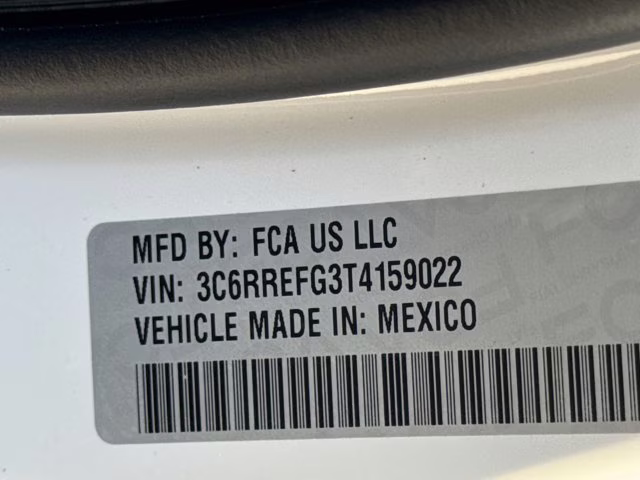 MFD BY: FCA US LLC
VIN: 3C6RREFG3T4159022
VEHICLE MADE IN: MEXICO